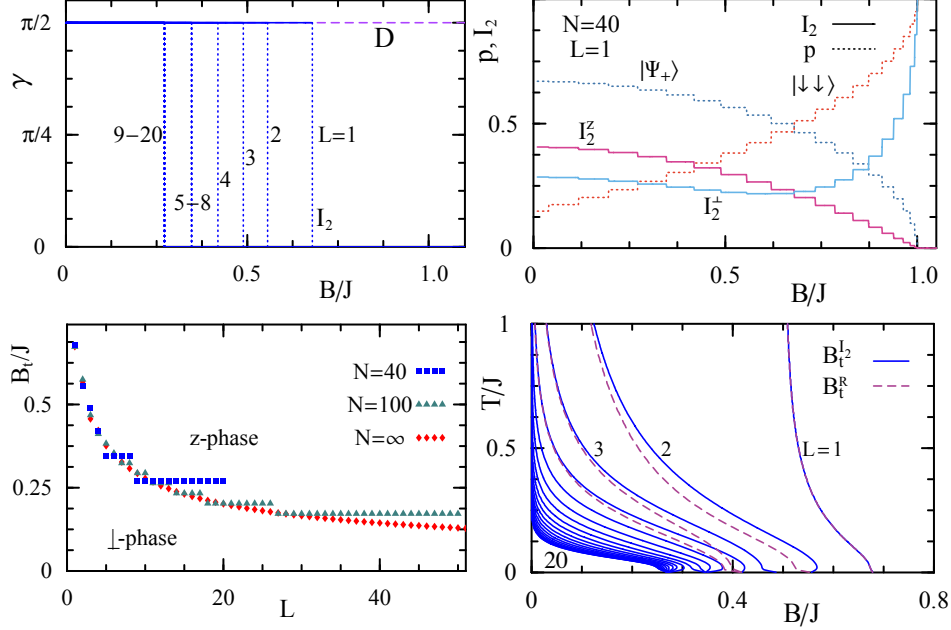 π/2
π/4
0
γ
D
9−20
5−8
4
3
2
L=1
I₂
0
0.5
1.0
B/J
p, I₂
0.5
0
N=40
L=1
I₂
p
|Ψ₊⟩
|↓↓⟩
I₂ᶻ
I₂^⊥
0
0.5
1.0
B/J
Bₜ/J
0.5
0.25
0
N=40
N=100
N=∞
z-phase
⊥-phase
0
20
40
L
T/J
1
0.5
0
Bₜ^I₂
Bₜᴿ
L=1
2
3
20
0
0.4
0.8
B/J